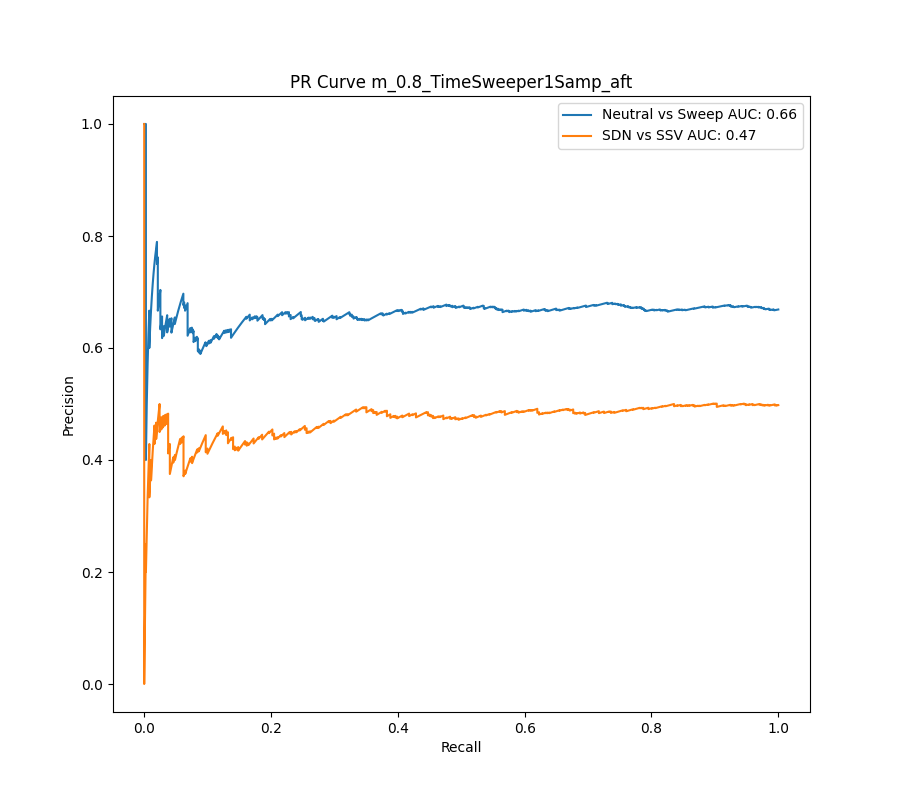 PR Curve m_0.8_TimeSweeper1Samp_aft
Neutral vs Sweep AUC: 0.66
SDN vs SSV AUC: 0.47
1.0
0.8
0.6
0.4
0.2
0.0
Precision
0.0 0.2 0.4 0.6 0.8 1.0
Recall